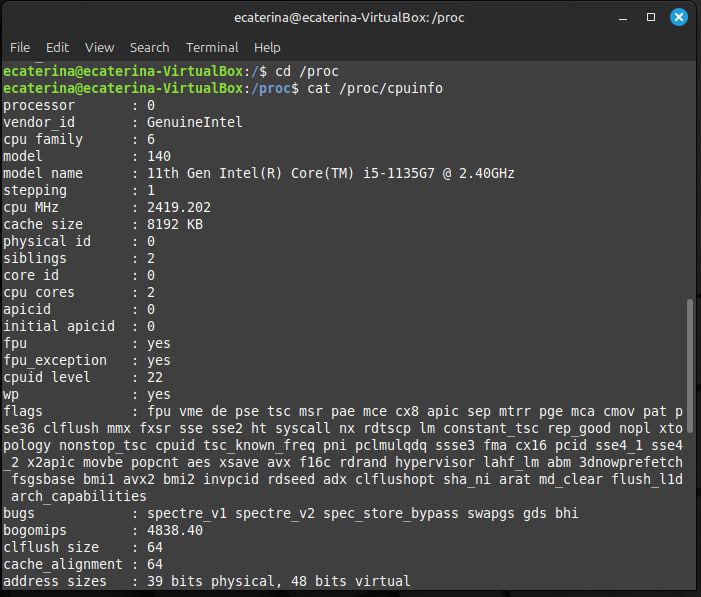 ecaterina@ecaterina-VirtualBox: /proc
File Edit View Search Terminal Help
ecaterina@ecaterina-VirtualBox:/$ cd /proc
ecaterina@ecaterina-VirtualBox:/proc$ cat /proc/cpuinfo
processor : 0
vendor_id : GenuineIntel
cpu family : 6
model : 140
model name : 11th Gen Intel(R) Core(TM) i5-1135G7 @ 2.40GHz
stepping : 1
cpu MHz : 2419.202
cache size : 8192 KB
physical id : 0
siblings : 2
core id : 0
cpu cores : 2
apicid : 0
initial apicid : 0
fpu : yes
fpu_exception : yes
cpuid level : 22
wp : yes
flags : fpu vme de pse tsc msr pae mce cx8 apic sep mtrr pge mca cmov pat p
se36 clflush mmx fxsr sse sse2 ht syscall nx rdtscp lm constant_tsc rep_good nopl xto
pology nonstop_tsc cpuid tsc_known_freq pni pclmulqdq ssse3 fma cx16 pcid sse4_1 sse4
_2 x2apic movbe popcnt aes xsave avx f16c rdrand hypervisor lahf_lm abm 3dnowprefetch
fsgsbase bmi1 avx2 bmi2 invpcid rdseed adx clflushopt sha_ni arat md_clear flush_l1d
arch_capabilities
bugs : spectre_v1 spectre_v2 spec_store_bypass swapgs gds bhi
bogomips : 4838.40
clflush size : 64
cache_alignment : 64
address sizes : 39 bits physical, 48 bits virtual